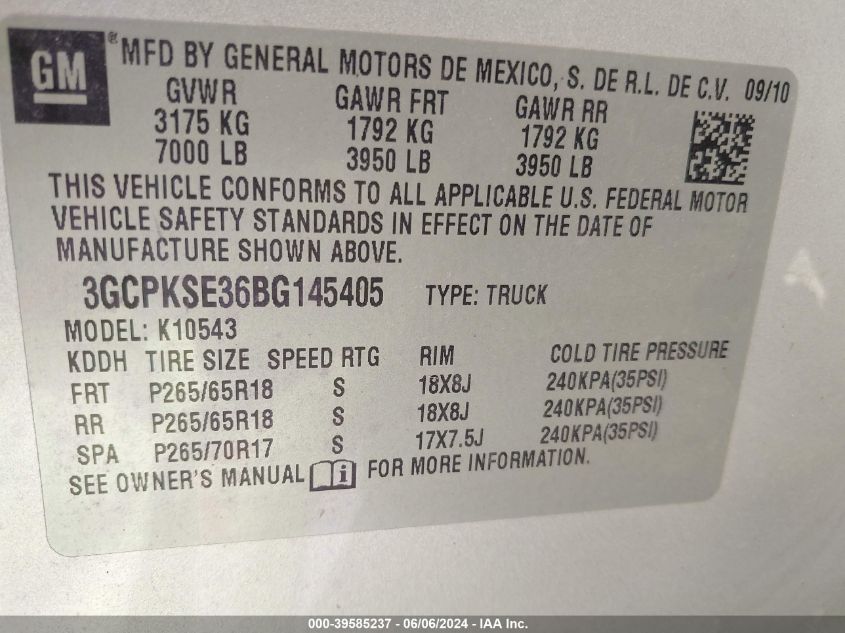 GM ® MFD BY GENERAL MOTORS DE MEXICO, S. DE R.L. DE C.V. 09/10
GVWR GAWR FRT GAWR RR
3175 KG 1792 KG 1792 KG
7000 LB 3950 LB 3950 LB
THIS VEHICLE CONFORMS TO ALL APPLICABLE U.S. FEDERAL MOTOR
VEHICLE SAFETY STANDARDS IN EFFECT ON THE DATE OF
MANUFACTURE SHOWN ABOVE.
3GCPKSE36BG145405 TYPE: TRUCK
MODEL: K10543
KDDH TIRE SIZE SPEED RTG RIM COLD TIRE PRESSURE
FRT P265/65R18 S 18X8J 240KPA(35PSI)
RR P265/65R18 S 18X8J 240KPA(35PSI)
SPA P265/70R17 S 17X7.5J 240KPA(35PSI)
SEE OWNER'S MANUAL i FOR MORE INFORMATION.
000-39585237 - 06/06/2024 - IAA Inc.